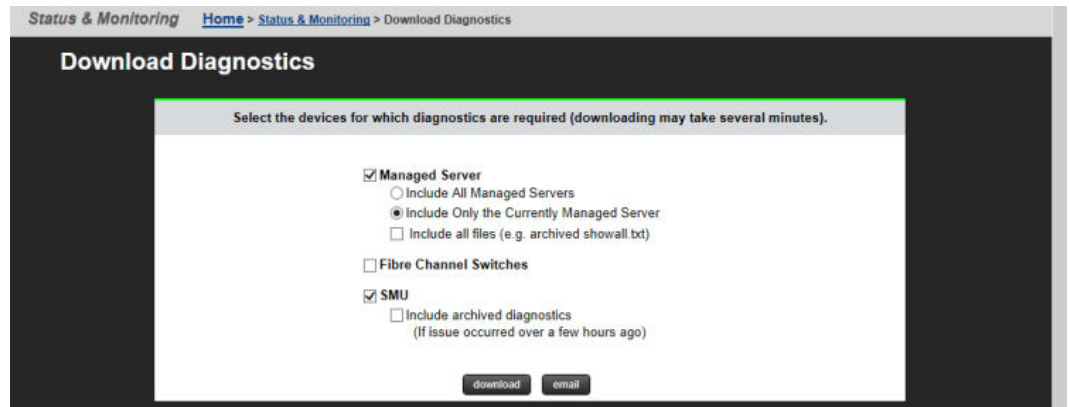 Status & Monitoring Home > Status & Monitoring > Download Diagnostics
Download Diagnostics
Select the devices for which diagnostics are required (downloading may take several minutes).
Managed Server
Include All Managed Servers
Include Only the Currently Managed Server
Include all files (e.g. archived showall.txt)
Fibre Channel Switches
SMU
Include archived diagnostics
(If issue occurred over a few hours ago)
download email